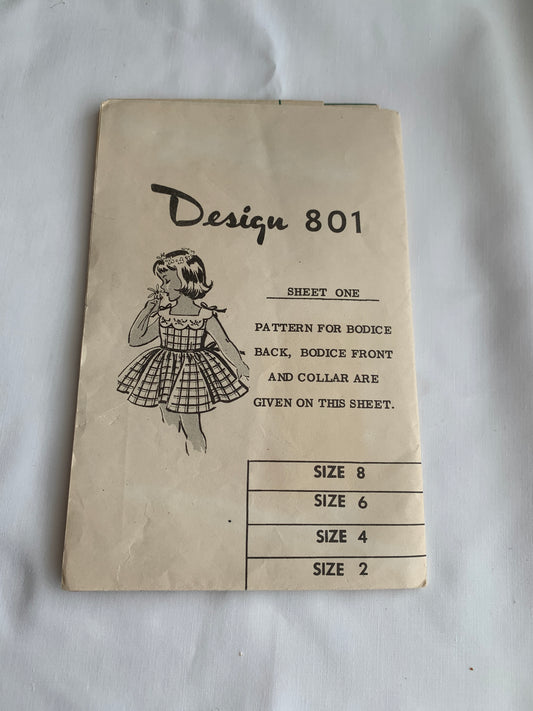 Design 801
SHEET ONE
PATTERN FOR BODICE
BACK, BODICE FRONT
AND COLLAR ARE
GIVEN ON THIS SHEET.
SIZE 8
SIZE 6
SIZE 4
SIZE 2